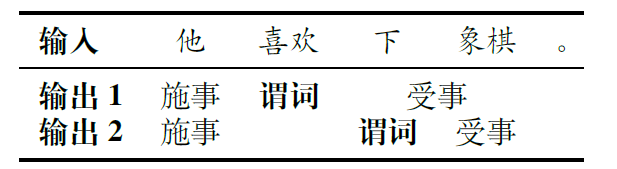 输入 他 喜欢 下 象棋 。
输出 1 施事 谓词 受事
输出 2 施事 谓词 受事